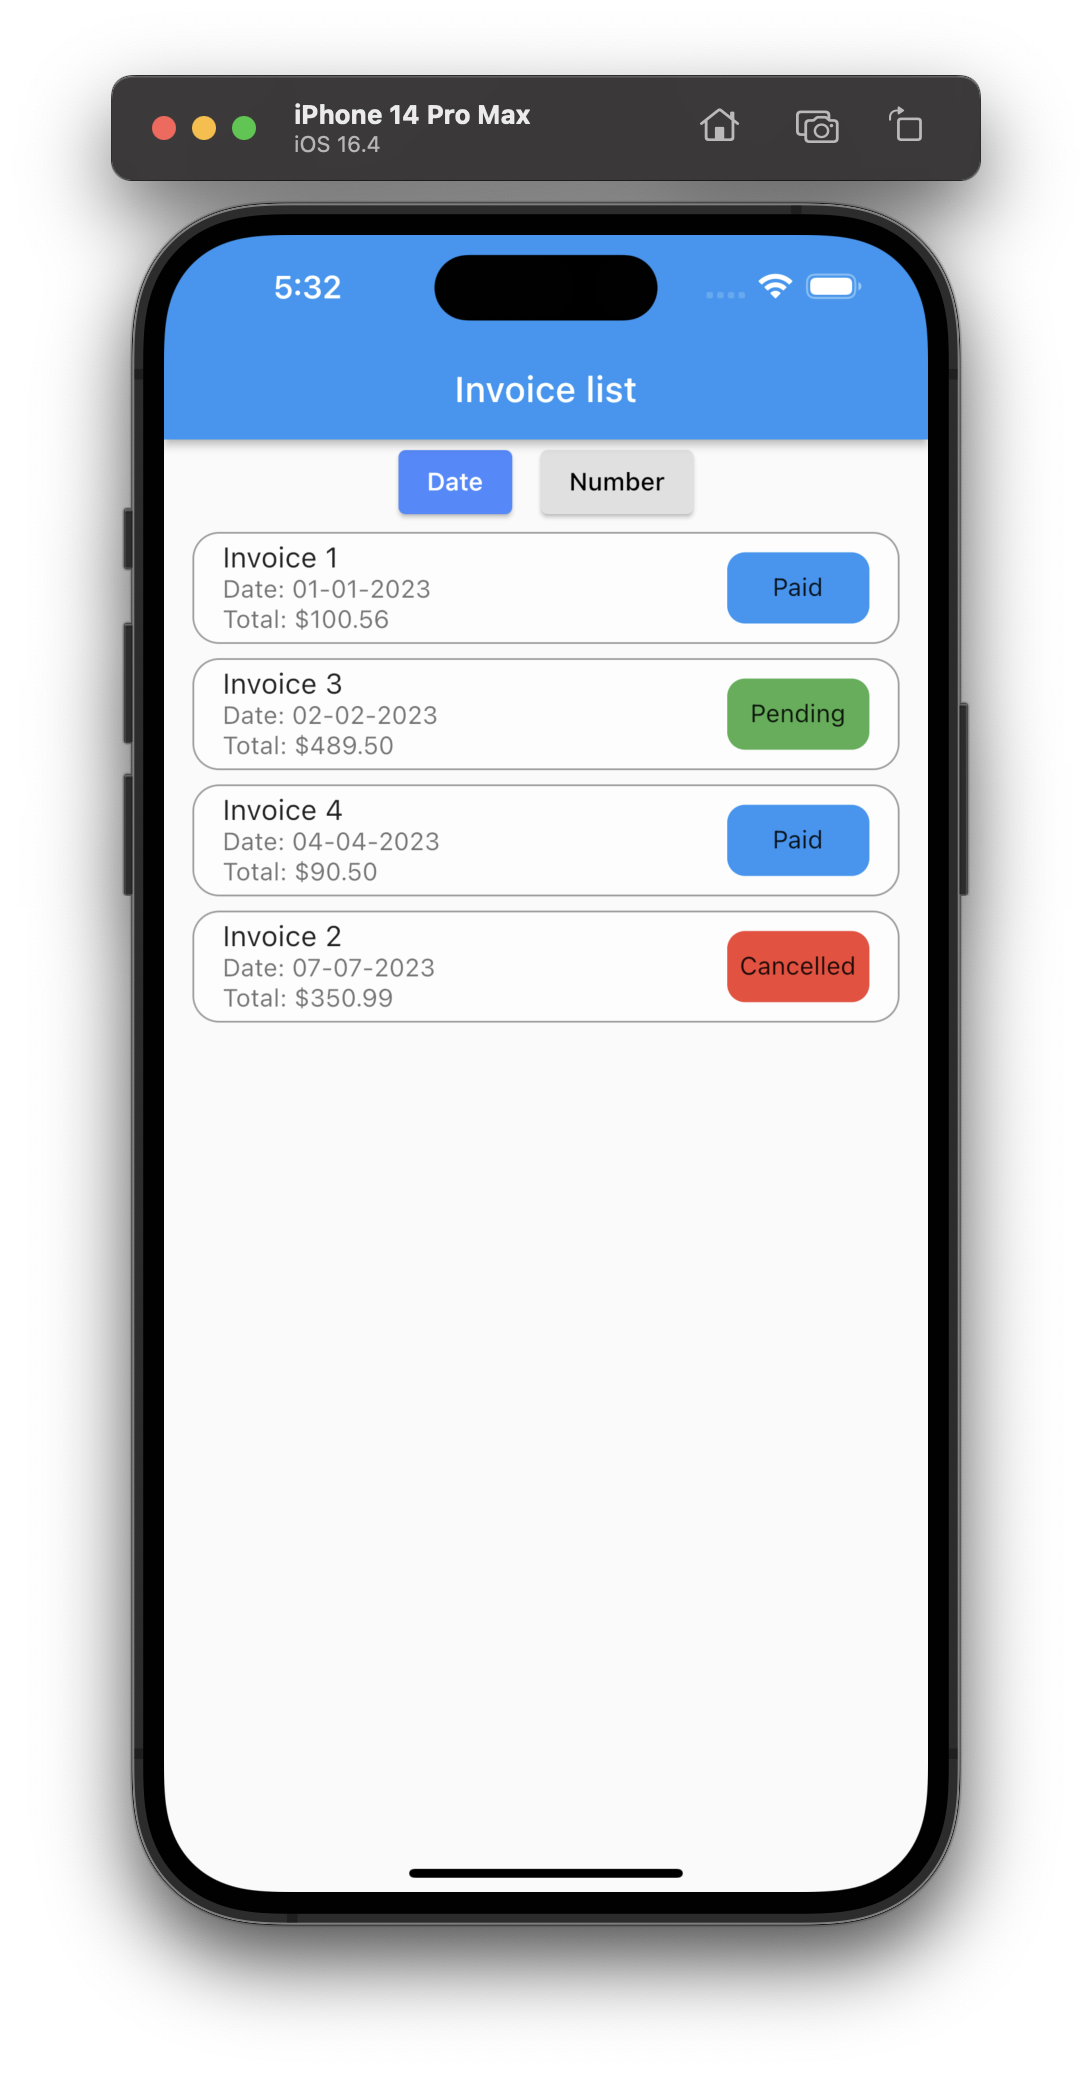 iPhone 14 Pro Max
iOS 16.4
5:32
Invoice list
Date Number
Invoice 1
Date: 01-01-2023
Total: $100.56
Paid
Invoice 3
Date: 02-02-2023
Total: $489.50
Pending
Invoice 4
Date: 04-04-2023
Total: $90.50
Paid
Invoice 2
Date: 07-07-2023
Total: $350.99
Cancelled